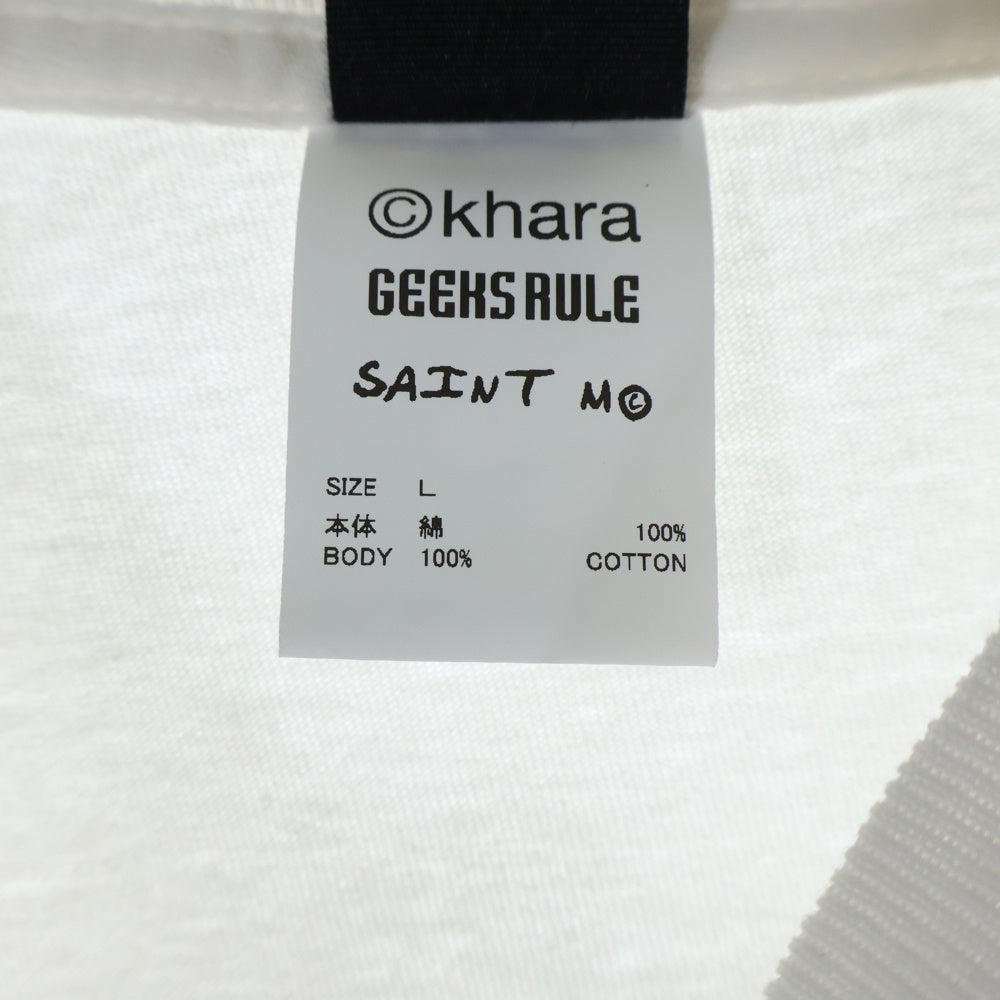 ©khara
GEEKS RULE
SAINT M©
SIZE L
本体 綿 100%
BODY 100% COTTON